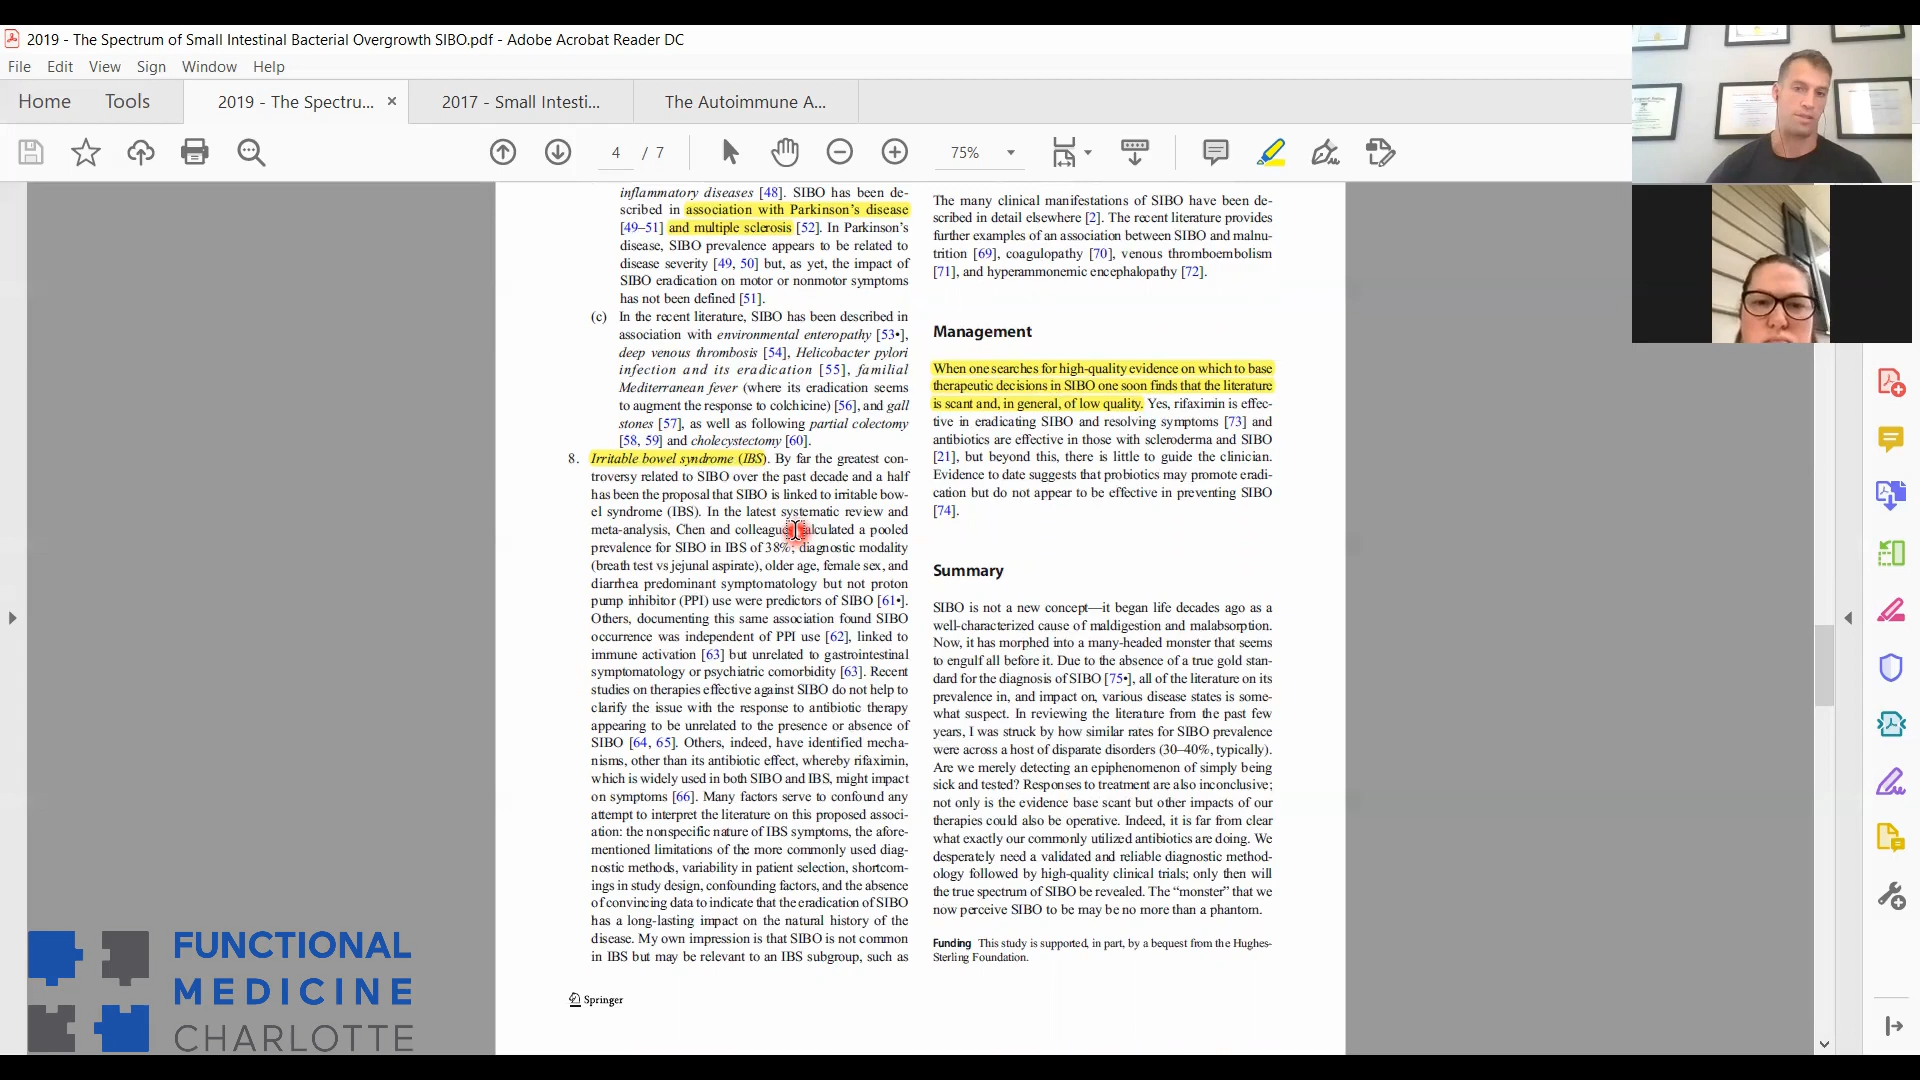 2019 - The Spectrum of Small Intestinal Bacterial Overgrowth SIBO.pdf - Adobe Acrobat Reader DC
File Edit View Sign Window Help
Home Tools 2019 - The Spectru... × 2017 - Small Intesti... The Autoimmune A...
4 / 7 75%
inflammatory diseases [48]. SIBO has been de-
scribed in association with Parkinson's disease
[49–51] and multiple sclerosis [52]. In Parkinson's
disease, SIBO prevalence appears to be related to
disease severity [49, 50] but, as yet, the impact of
SIBO eradication on motor or nonmotor symptoms
has not been defined [51].
(c) In the recent literature, SIBO has been described in
association with environmental enteropathy [53•],
deep venous thrombosis [54], Helicobacter pylori
infection and its eradication [55], familial
Mediterranean fever (where its eradication seems
to augment the response to colchicine) [56], and gall
stones [57], as well as following partial colectomy
[58, 59] and cholecystectomy [60].
8. Irritable bowel syndrome (IBS). By far the greatest con-
troversy related to SIBO over the past decade and a half
has been the proposal that SIBO is linked to irritable bow-
el syndrome (IBS). In the latest systematic review and
meta-analysis, Chen and colleagues calculated a pooled
prevalence for SIBO in IBS of 38%; diagnostic modality
(breath test vs jejunal aspirate), older age, female sex, and
diarrhea predominant symptomatology but not proton
pump inhibitor (PPI) use were predictors of SIBO [61•].
Others, documenting this same association found SIBO
occurrence was independent of PPI use [62], linked to
immune activation [63] but unrelated to gastrointestinal
symptomatology or psychiatric comorbidity [63]. Recent
studies on therapies effective against SIBO do not help to
clarify the issue with the response to antibiotic therapy
appearing to be unrelated to the presence or absence of
SIBO [64, 65]. Others, indeed, have identified mecha-
nisms, other than its antibiotic effect, whereby rifaximin,
which is widely used in both SIBO and IBS, might impact
on symptoms [66]. Many factors serve to confound any
attempt to interpret the literature on this proposed associ-
ation: the nonspecific nature of IBS symptoms, the afore-
mentioned limitations of the more commonly used diag-
nostic methods, variability in patient selection, shortcom-
ings in study design, confounding factors, and the absence
of convincing data to indicate that the eradication of SIBO
has a long-lasting impact on the natural history of the
disease. My own impression is that SIBO is not common
in IBS but may be relevant to an IBS subgroup, such as
The many clinical manifestations of SIBO have been de-
scribed in detail elsewhere [2]. The recent literature provides
further examples of an association between SIBO and malnu-
trition [69], coagulopathy [70], venous thromboembolism
[71], and hyperammonemic encephalopathy [72].
Management
When one searches for high-quality evidence on which to base
therapeutic decisions in SIBO one soon finds that the literature
is scant and, in general, of low quality. Yes, rifaximin is effec-
tive in eradicating SIBO and resolving symptoms [73] and
antibiotics are effective in those with scleroderma and SIBO
[21], but beyond this, there is little to guide the clinician.
Evidence to date suggests that probiotics may promote eradi-
cation but do not appear to be effective in preventing SIBO
[74].
Summary
SIBO is not a new concept—it began life decades ago as a
well-characterized cause of maldigestion and malabsorption.
Now, it has morphed into a many-headed monster that seems
to engulf all before it. Due to the absence of a true gold stan-
dard for the diagnosis of SIBO [75•], all of the literature on its
prevalence in, and impact on, various disease states is some-
what suspect. In reviewing the literature from the past few
years, I was struck by how similar rates for SIBO prevalence
were across a host of disparate disorders (30–40%, typically).
Are we merely detecting an epiphenomenon of simply being
sick and tested? Responses to treatment are also inconclusive;
not only is the evidence base scant but other impacts of our
therapies could also be operative. Indeed, it is far from clear
what exactly our commonly utilized antibiotics are doing. We
desperately need a validated and reliable diagnostic method-
ology followed by high-quality clinical trials; only then will
the true spectrum of SIBO be revealed. The “monster” that we
now perceive SIBO to be may be no more than a phantom.
Funding This study is supported, in part, by a bequest from the Hughes-
Sterling Foundation.
Springer
FUNCTIONAL
MEDICINE
CHARLOTTE